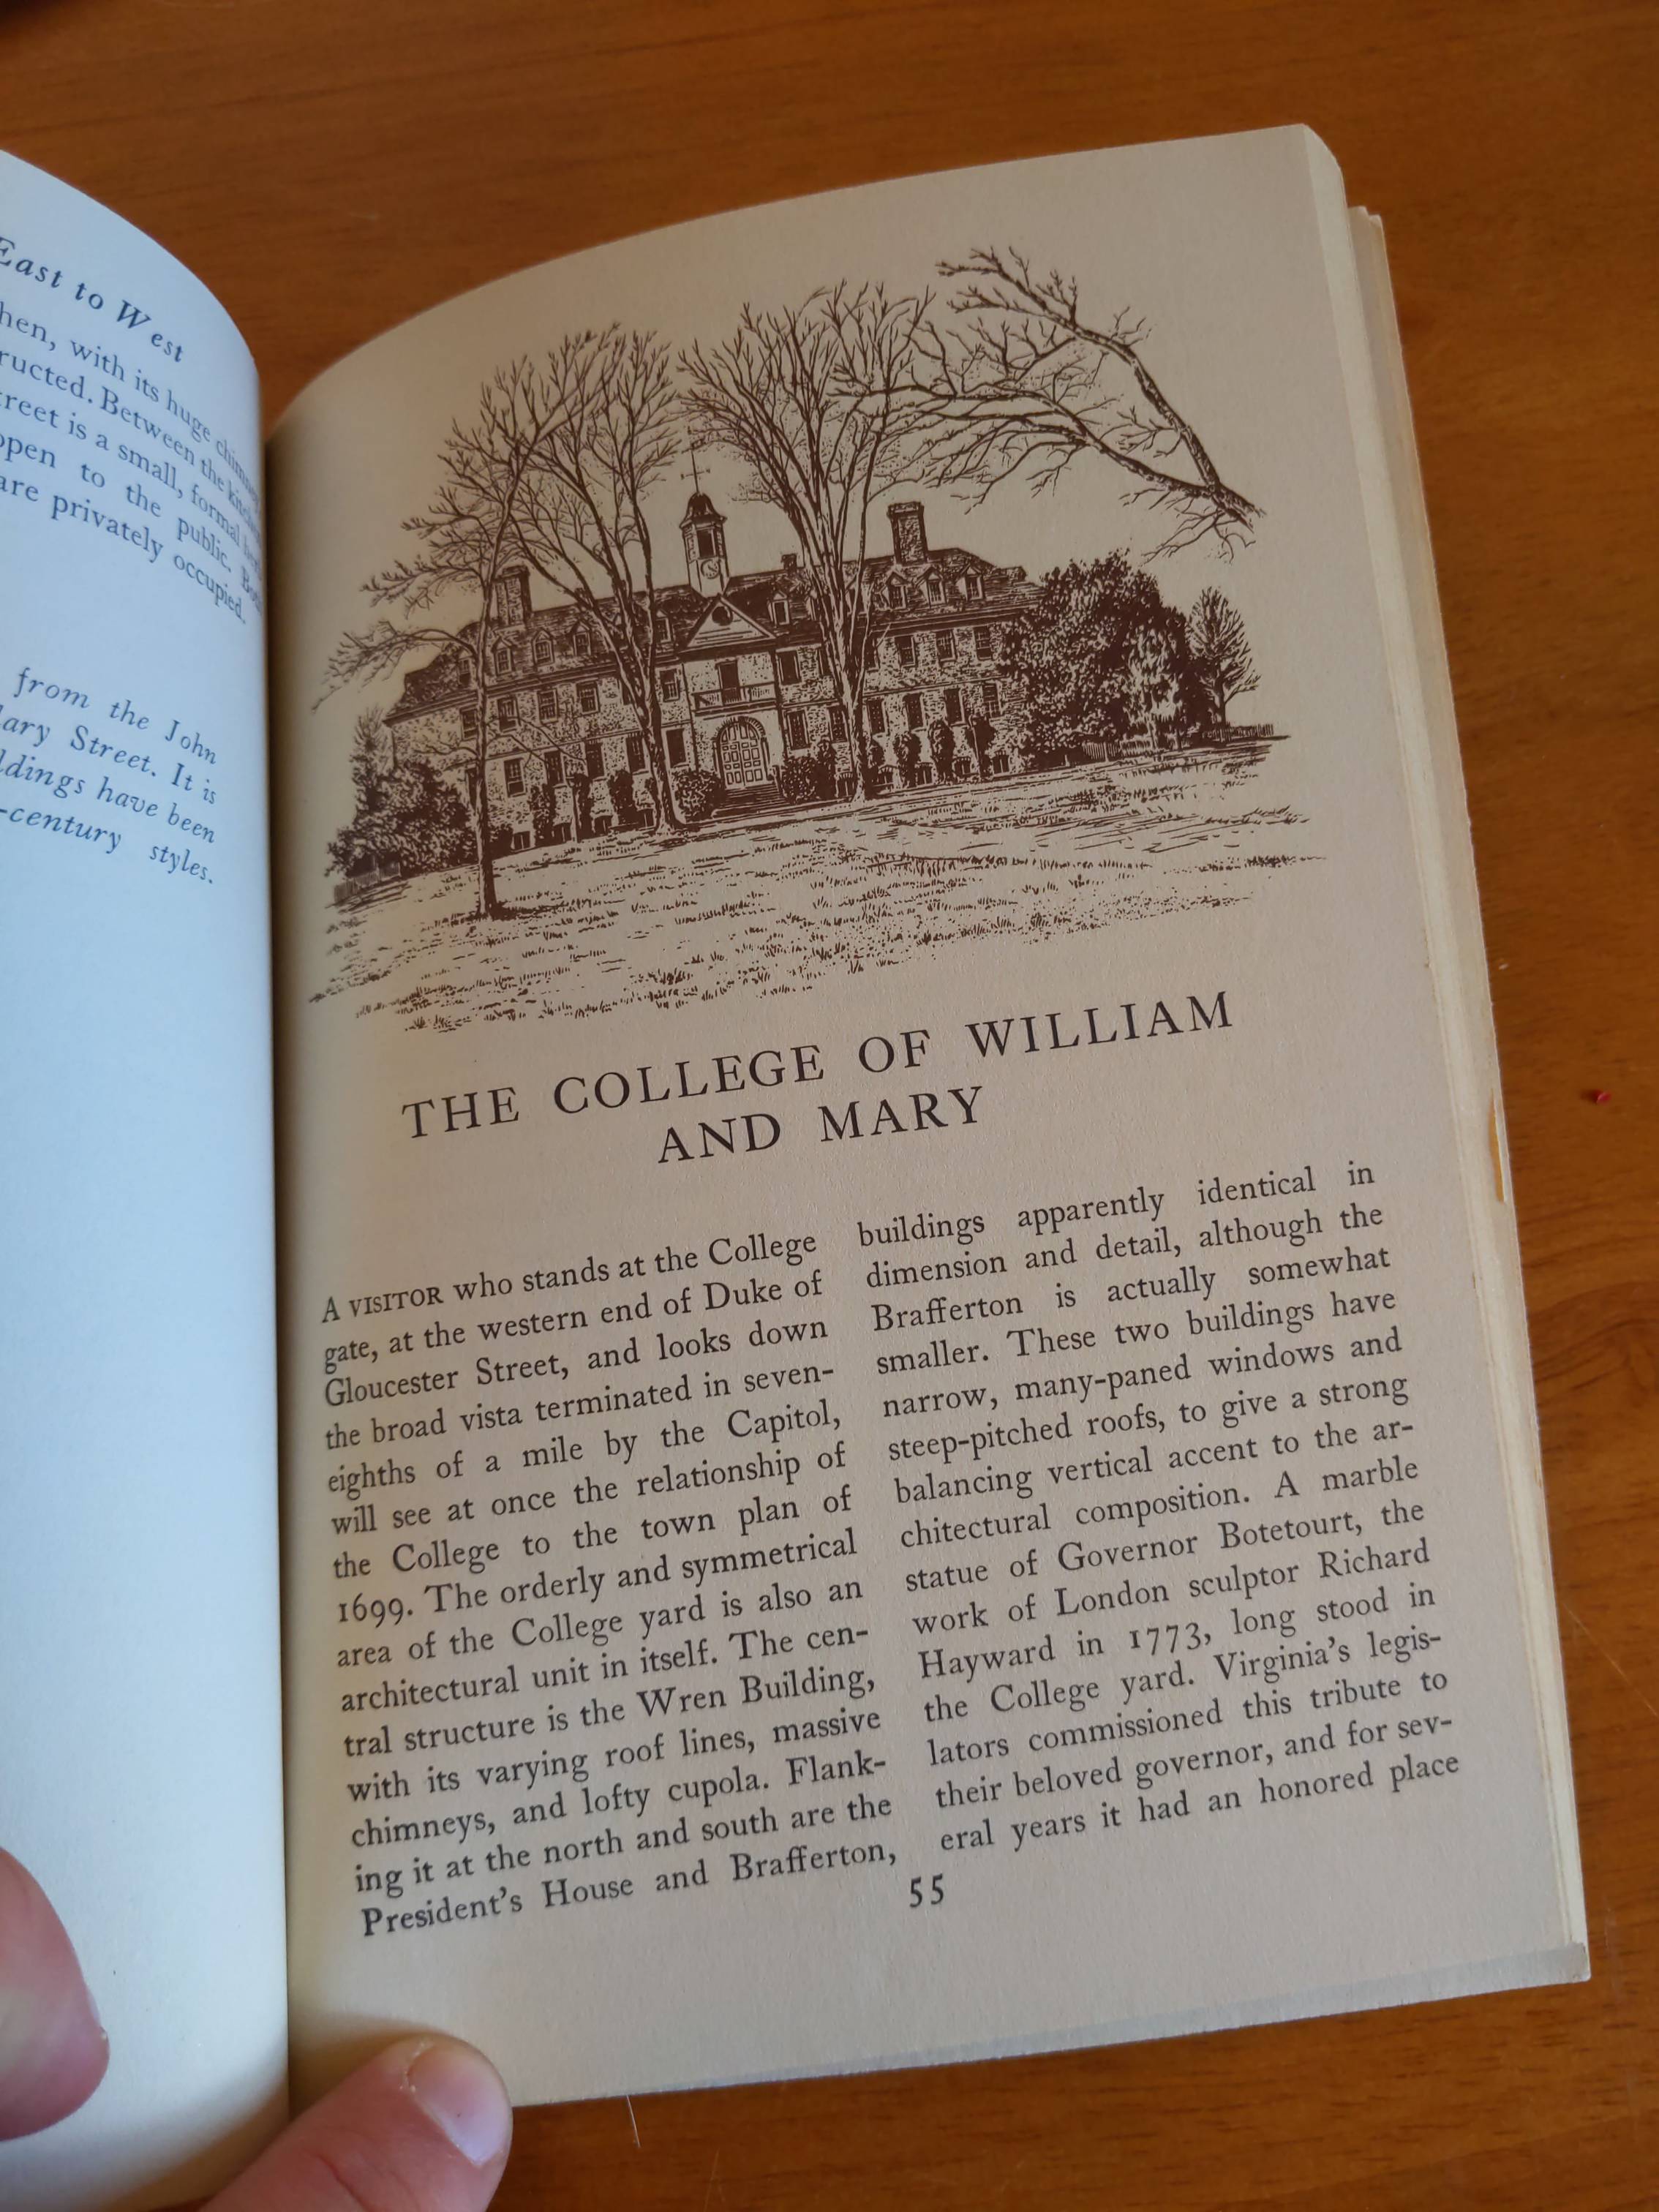 East to West
with its huge
Between the
street is a small, formal
open to the public.
are privately occupied.
from the John
Street. It is
have been
-century styles.
THE COLLEGE OF WILLIAM
AND MARY
A VISITOR who stands at the College
gate, at the western end of Duke of
Gloucester Street, and looks down
the broad vista terminated in seven-
eighths of a mile by the Capitol,
will see at once the relationship of
the College to the town plan of
1699. The orderly and symmetrical
area of the College yard is also an
architectural unit in itself. The cen-
tral structure is the Wren Building,
with its varying roof lines, massive
chimneys, and lofty cupola. Flank-
ing it at the north and south are the
President's House and Brafferton,
buildings apparently identical in
dimension and detail, although the
Brafferton is actually somewhat
smaller. These two buildings have
narrow, many-paned windows and
steep-pitched roofs, to give a strong
balancing vertical accent to the ar-
chitectural composition. A marble
statue of Governor Botetourt, the
work of London sculptor Richard
Hayward in 1773, long stood in
the College yard. Virginia's legis-
lators commissioned this tribute to
their beloved governor, and for sev-
eral years it had an honored place
55